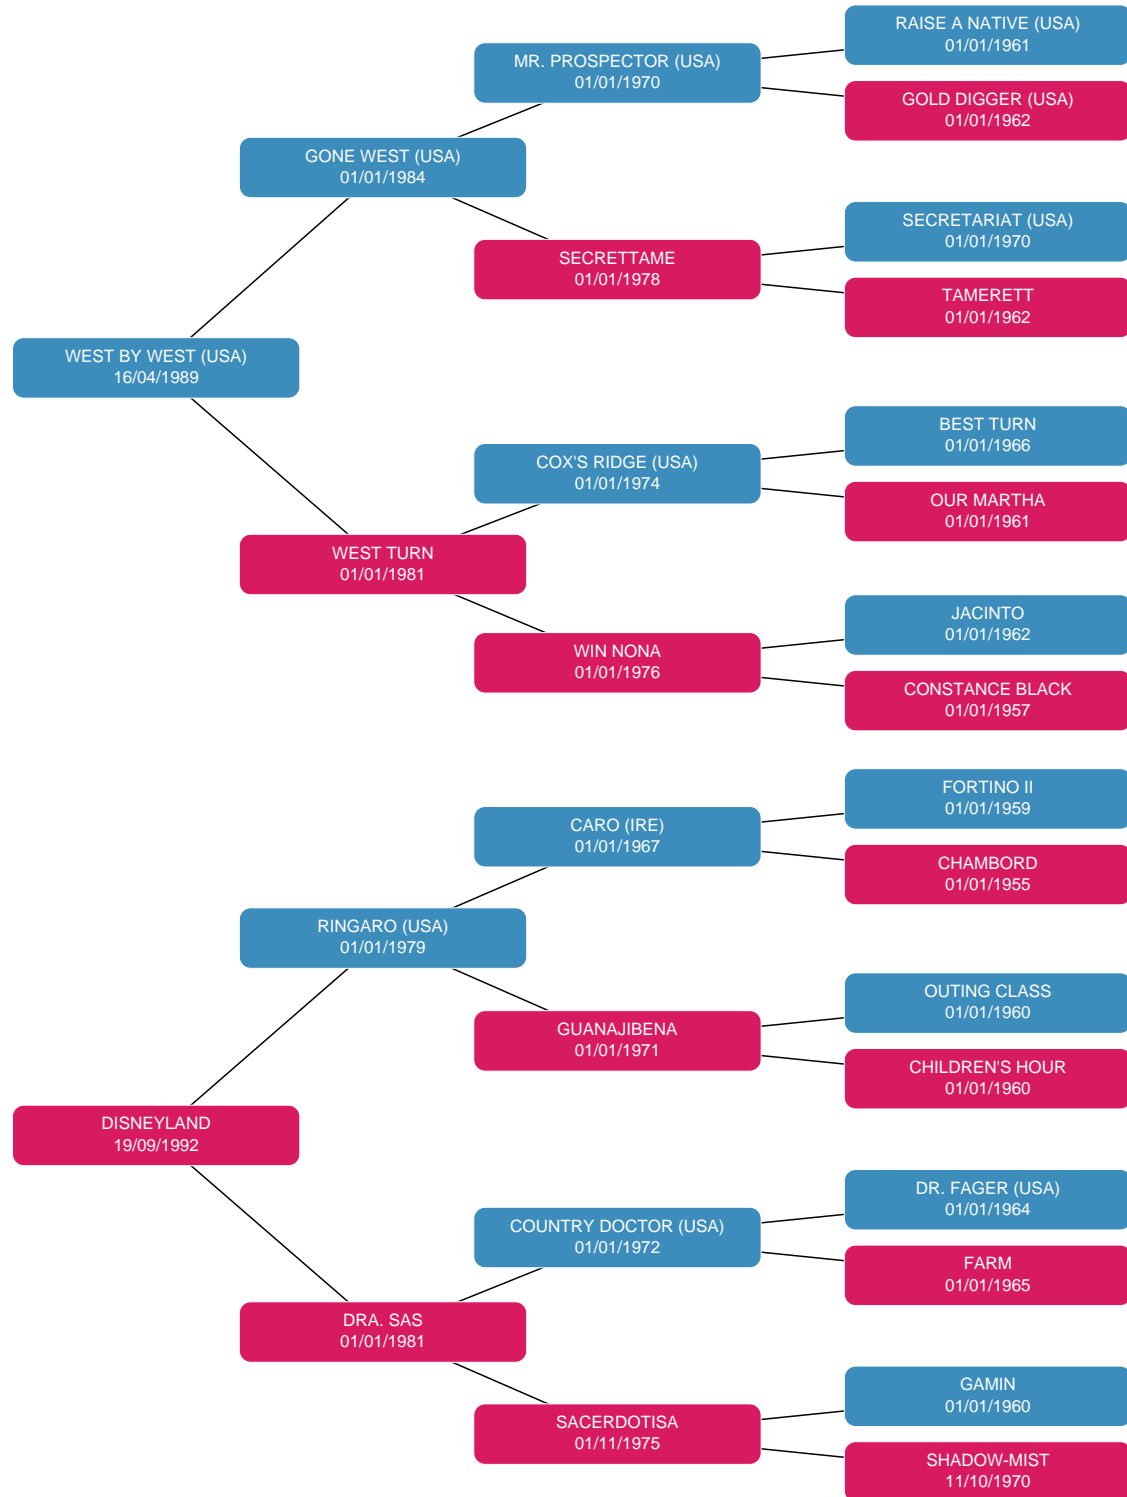 RAISE A NATIVE (USA)
01/01/1961
MR. PROSPECTOR (USA)
01/01/1970
GOLD DIGGER (USA)
01/01/1962
GONE WEST (USA)
01/01/1984
SECRETARIAT (USA)
01/01/1970
SECRETTAME
01/01/1978
TAMERETT
01/01/1962
WEST BY WEST (USA)
16/04/1989
BEST TURN
01/01/1966
COX'S RIDGE (USA)
01/01/1974
OUR MARTHA
01/01/1961
WEST TURN
01/01/1981
JACINTO
01/01/1962
WIN NONA
01/01/1976
CONSTANCE BLACK
01/01/1957
FORTINO II
01/01/1959
CARO (IRE)
01/01/1967
CHAMBORD
01/01/1955
RINGARO (USA)
01/01/1979
OUTING CLASS
01/01/1960
GUANAJIBENA
01/01/1971
CHILDREN'S HOUR
01/01/1960
DISNEYLAND
19/09/1992
DR. FAGER (USA)
01/01/1964
COUNTRY DOCTOR (USA)
01/01/1972
FARM
01/01/1965
DRA. SAS
01/01/1981
GAMIN
01/01/1960
SACERDOTISA
01/11/1975
SHADOW-MIST
11/10/1970